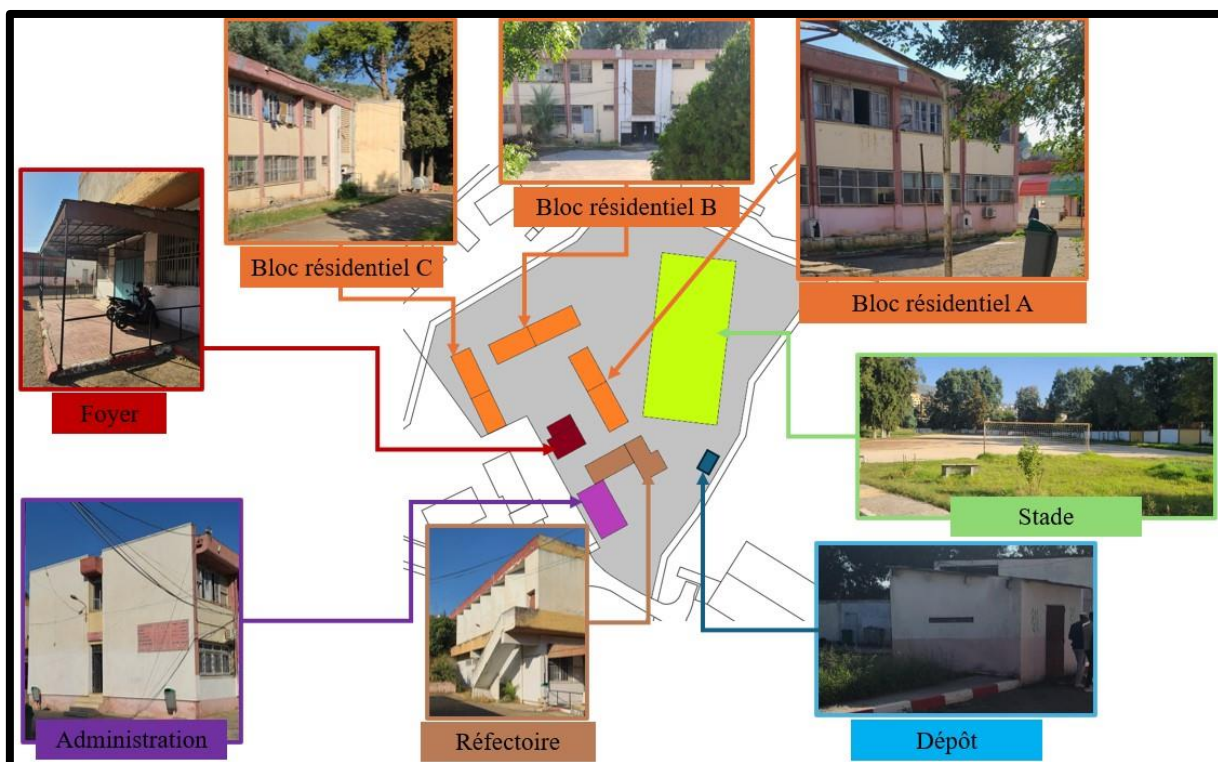 Bloc résidentiel B
Bloc résidentiel C
Bloc résidentiel A
Foyer
Stade
Administration
Réfectoire
Dépôt